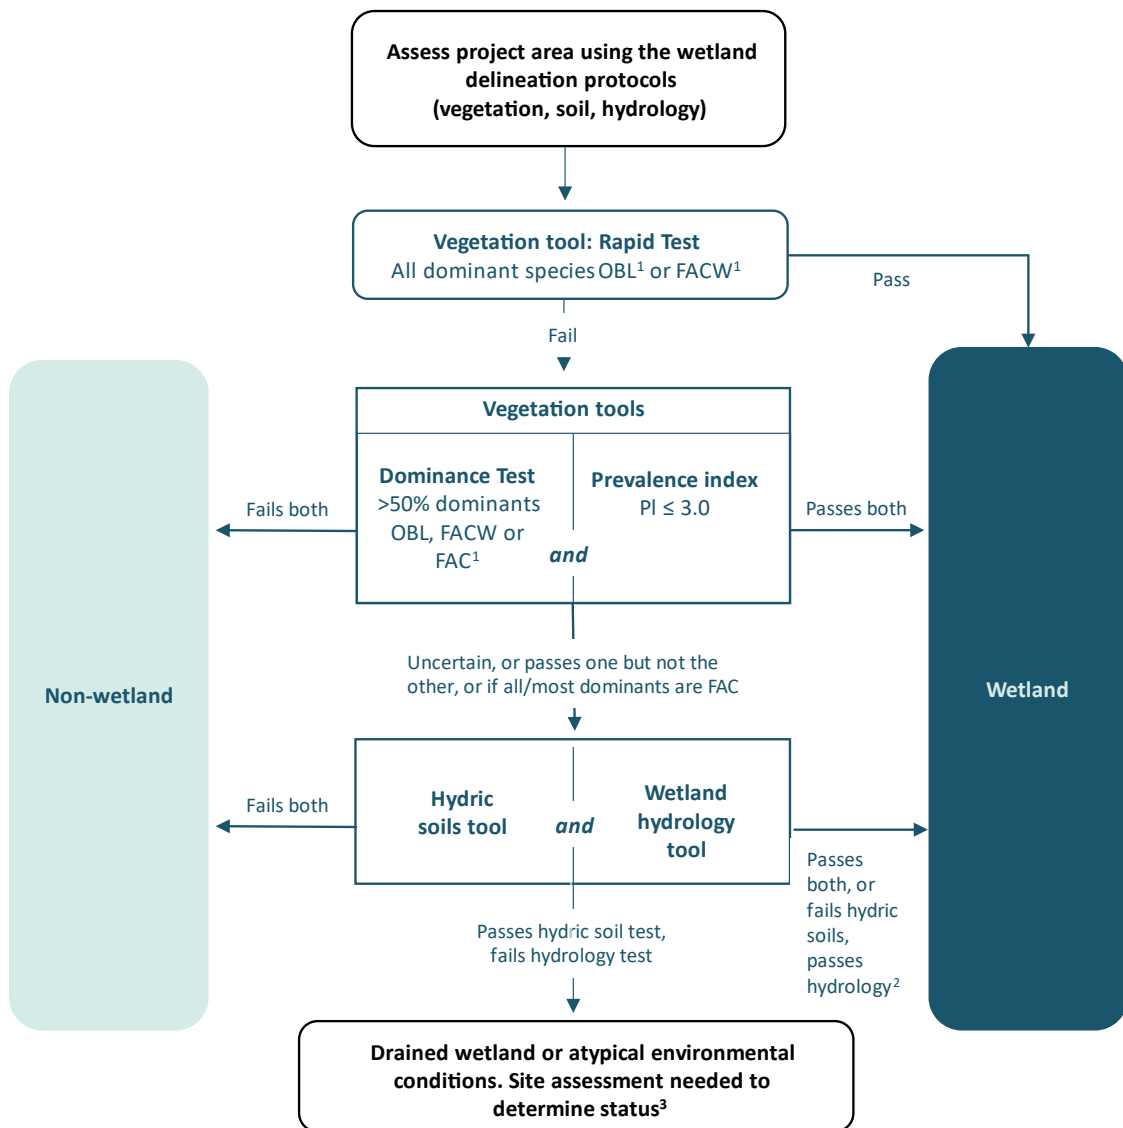 Assess project area using the wetland
delineation protocols
(vegetation, soil, hydrology)
Vegetation tool: Rapid Test
All dominant species OBL¹ or FACW¹
Pass
Fail
Vegetation tools
Dominance Test
>50% dominants
OBL, FACW or
FAC¹
and
Prevalence index
PI ≤ 3.0
Fails both
Passes both
Uncertain, or passes one but not the
other, or if all/most dominants are FAC
Non-wetland
Wetland
Fails both
Hydric
soils tool
and
Wetland
hydrology
tool
Passes
both, or
fails hydric
soils,
passes
hydrology²
Passes hydric soil test,
fails hydrology test
Drained wetland or atypical environmental
conditions. Site assessment needed to
determine status³